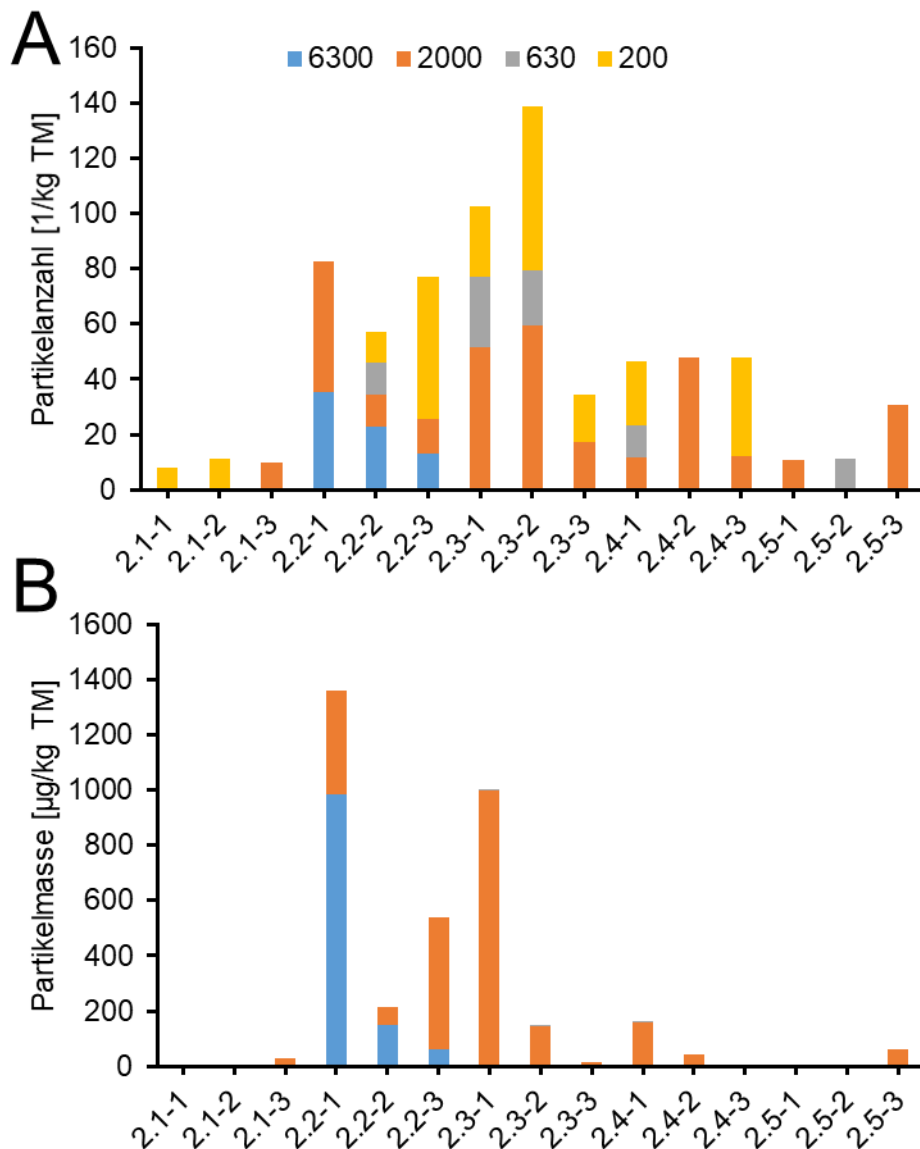 A
6300 2000 630 200
Partikelanzahl [1/kg TM]
160
140
120
100
80
60
40
20
0
2.1-1 2.1-2 2.1-3 2.2-1 2.2-2 2.2-3 2.3-1 2.3-2 2.3-3 2.4-1 2.4-2 2.4-3 2.5-1 2.5-2 2.5-3
B
Partikelmasse [µg/kg TM]
1600
1400
1200
1000
800
600
400
200
0
2.1-1 2.1-2 2.1-3 2.2-1 2.2-2 2.2-3 2.3-1 2.3-2 2.3-3 2.4-1 2.4-2 2.4-3 2.5-1 2.5-2 2.5-3